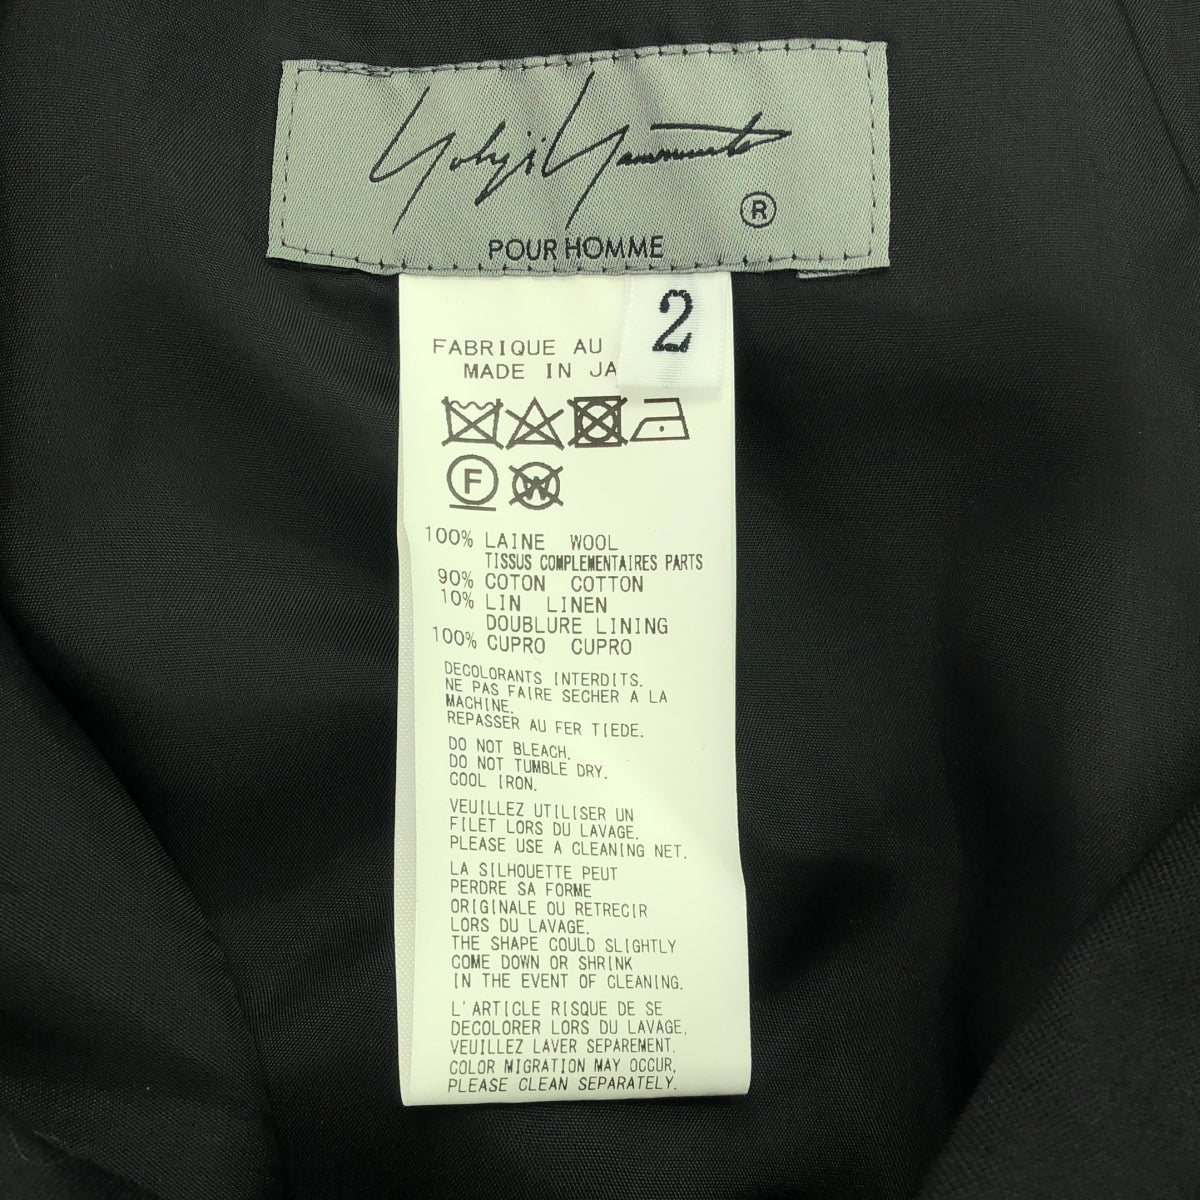 Yohji Yamamoto
®
POUR HOMME
2
FABRIQUE AU
MADE IN JA
F
W
100% LAINE WOOL
TISSUS COMPLEMENTAIRES PARTS
90% COTON COTTON
10% LIN LINEN
DOUBLURE LINING
100% CUPRO CUPRO
DECOLORANTS INTERDITS.
NE PAS FAIRE SECHER A LA
MACHINE.
REPASSER AU FER TIEDE.
DO NOT BLEACH.
DO NOT TUMBLE DRY.
COOL IRON.
VEUILLEZ UTILISER UN
FILET LORS DU LAVAGE.
PLEASE USE A CLEANING NET.
LA SILHOUETTE PEUT
PERDRE SA FORME
ORIGINALE OU RETRECIR
LORS DU LAVAGE.
THE SHAPE COULD SLIGHTLY
COME DOWN OR SHRINK
IN THE EVENT OF CLEANING.
L'ARTICLE RISQUE DE SE
DECOLORER LORS DU LAVAGE.
VEUILLEZ LAVER SEPAREMENT.
COLOR MIGRATION MAY OCCUR,
PLEASE CLEAN SEPARATELY.